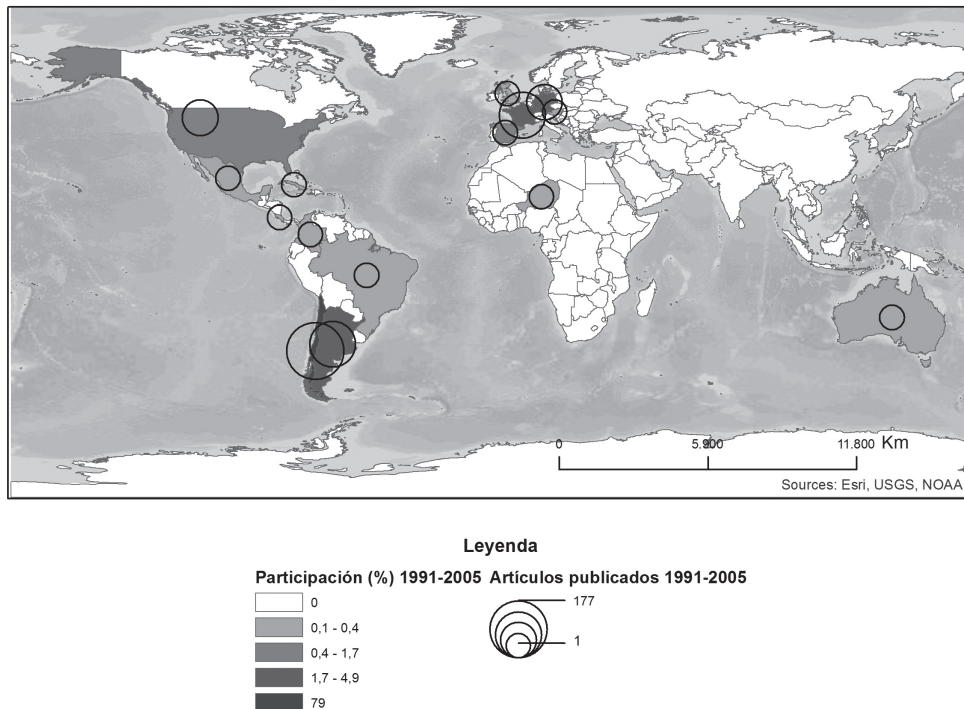 0 5.900 11.800 Km
Sources: Esri, USGS, NOAA
Leyenda
Participación (%) 1991-2005 Artículos publicados 1991-2005
0
0,1 - 0,4
0,4 - 1,7
1,7 - 4,9
79
177
1